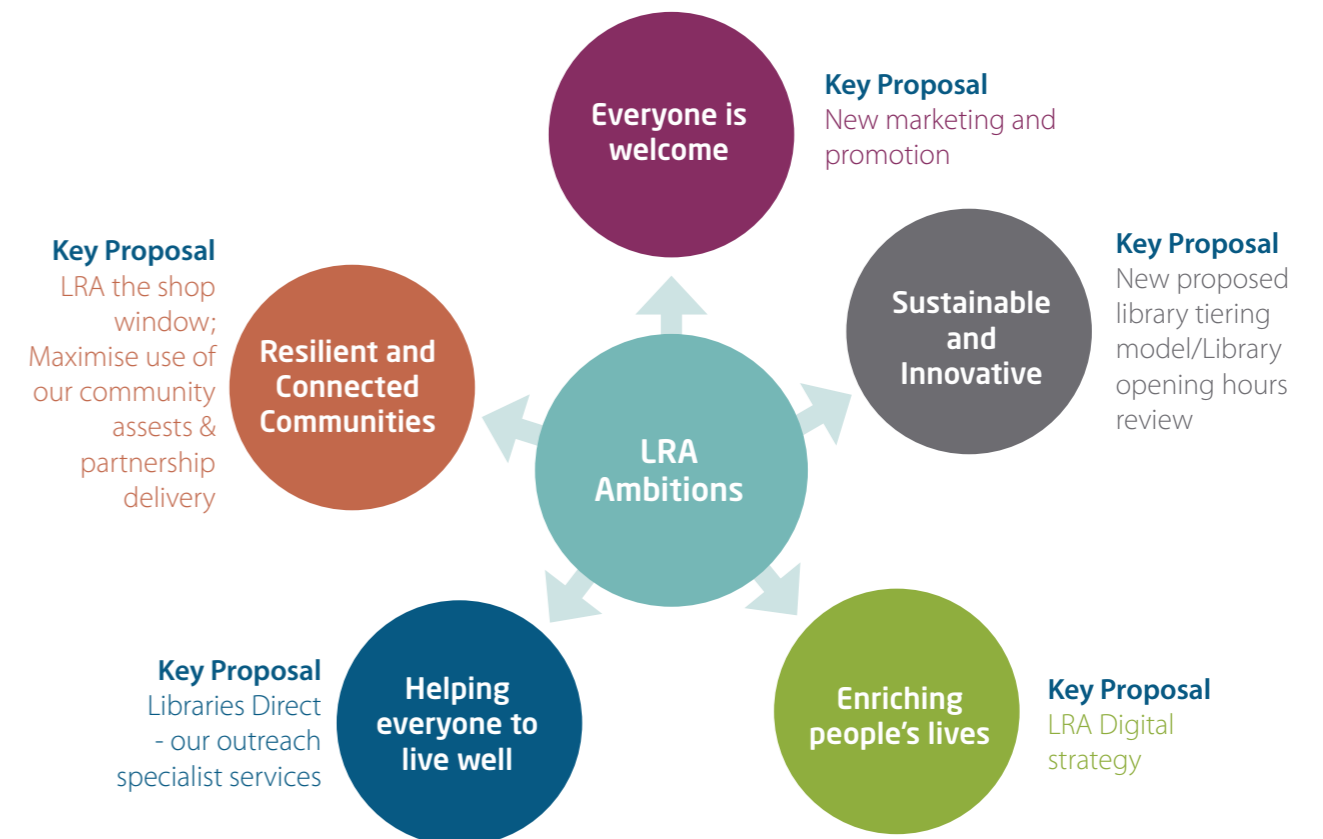 Everyone is
welcome
Key Proposal
New marketing and
promotion
Sustainable
and
Innovative
Key Proposal
New proposed
library tiering
model/Library
opening hours
review
Key Proposal
LRA the shop
window;
Maximise use of
our community
assests &
partnership
delivery
Resilient and
Connected
Communities
LRA
Ambitions
Key Proposal
Libraries Direct
- our outreach
specialist services
Helping
everyone to
live well
Enriching
people's lives
Key Proposal
LRA Digital
strategy